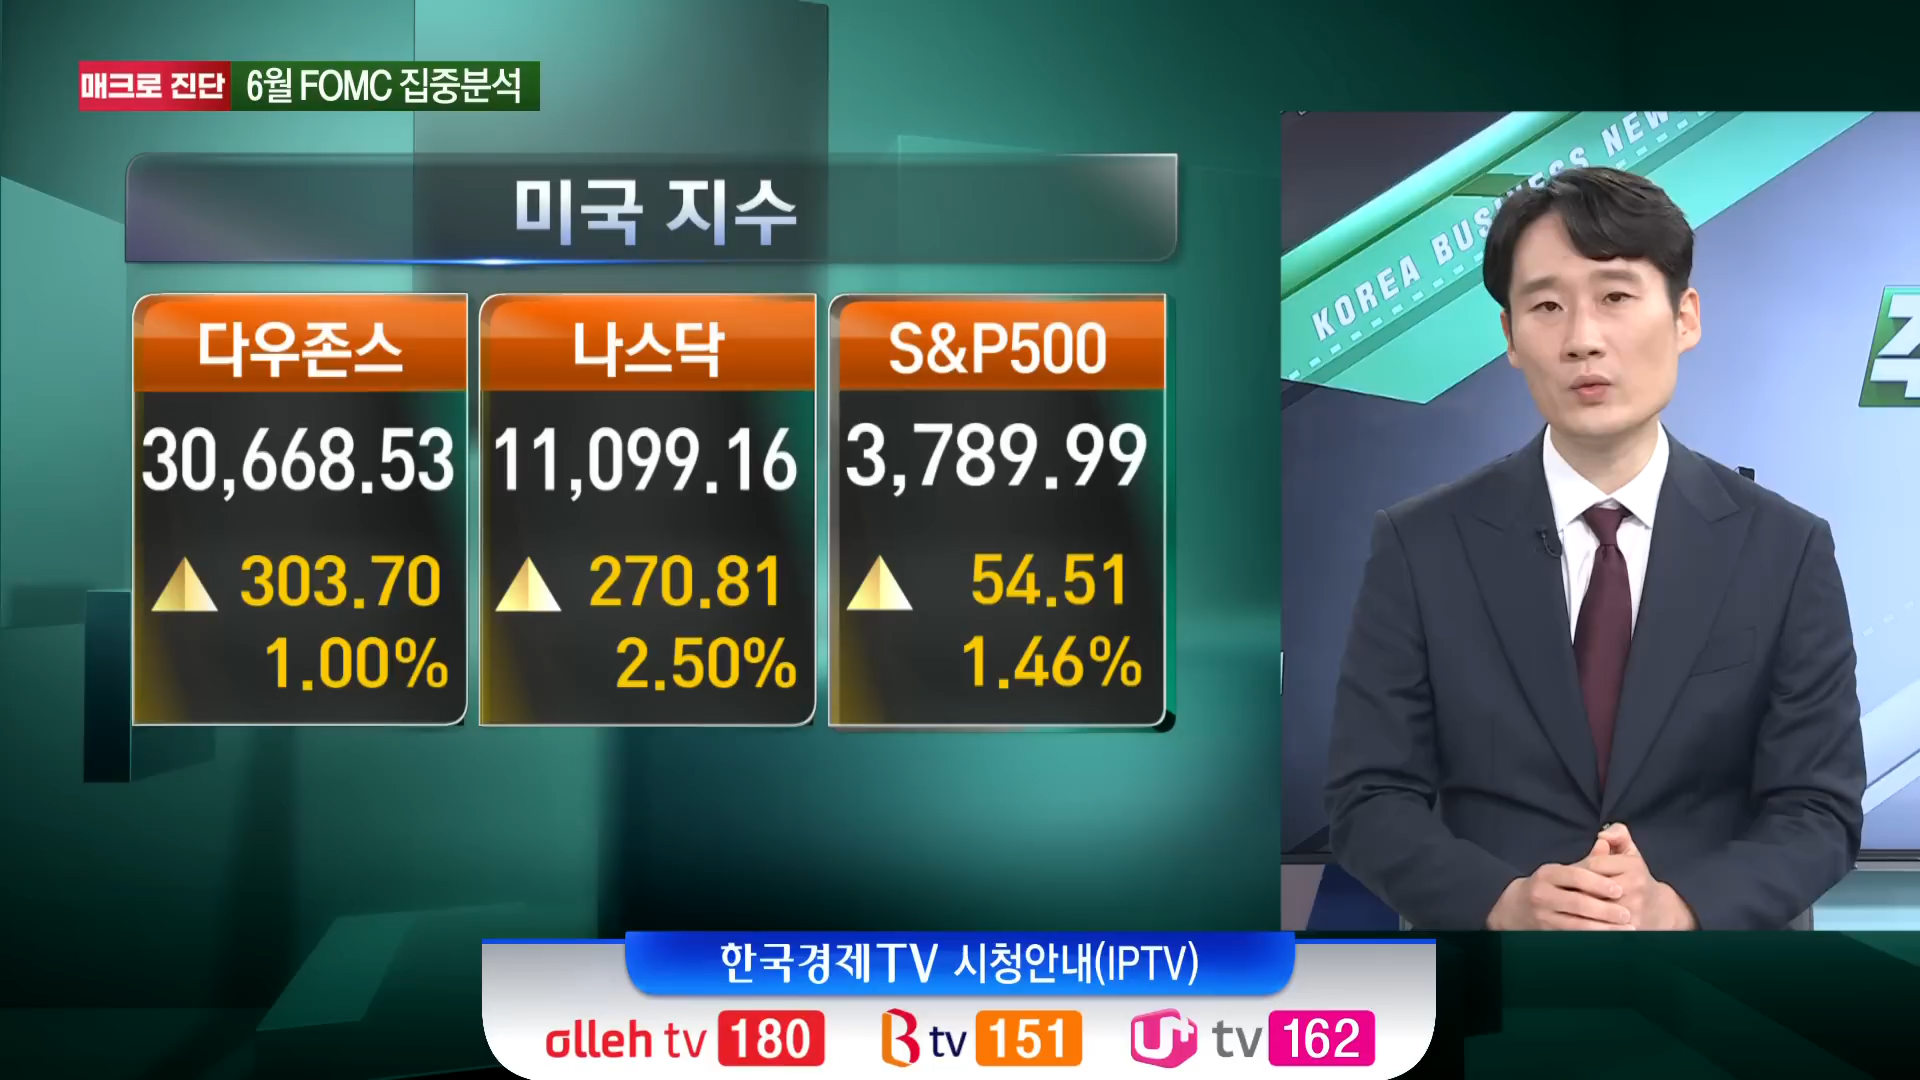 매크로 진단 6월 FOMC 집중분석
미국 지수
다우존스
30,668.53
▲ 303.70
1.00%
나스닥
11,099.16
▲ 270.81
2.50%
S&P500
3,789.99
▲ 54.51
1.46%
KOREA BUSINESS NEW
한국경제TV 시청안내(IPTV)
olleh tv 180
B tv 151
U+ tv 162